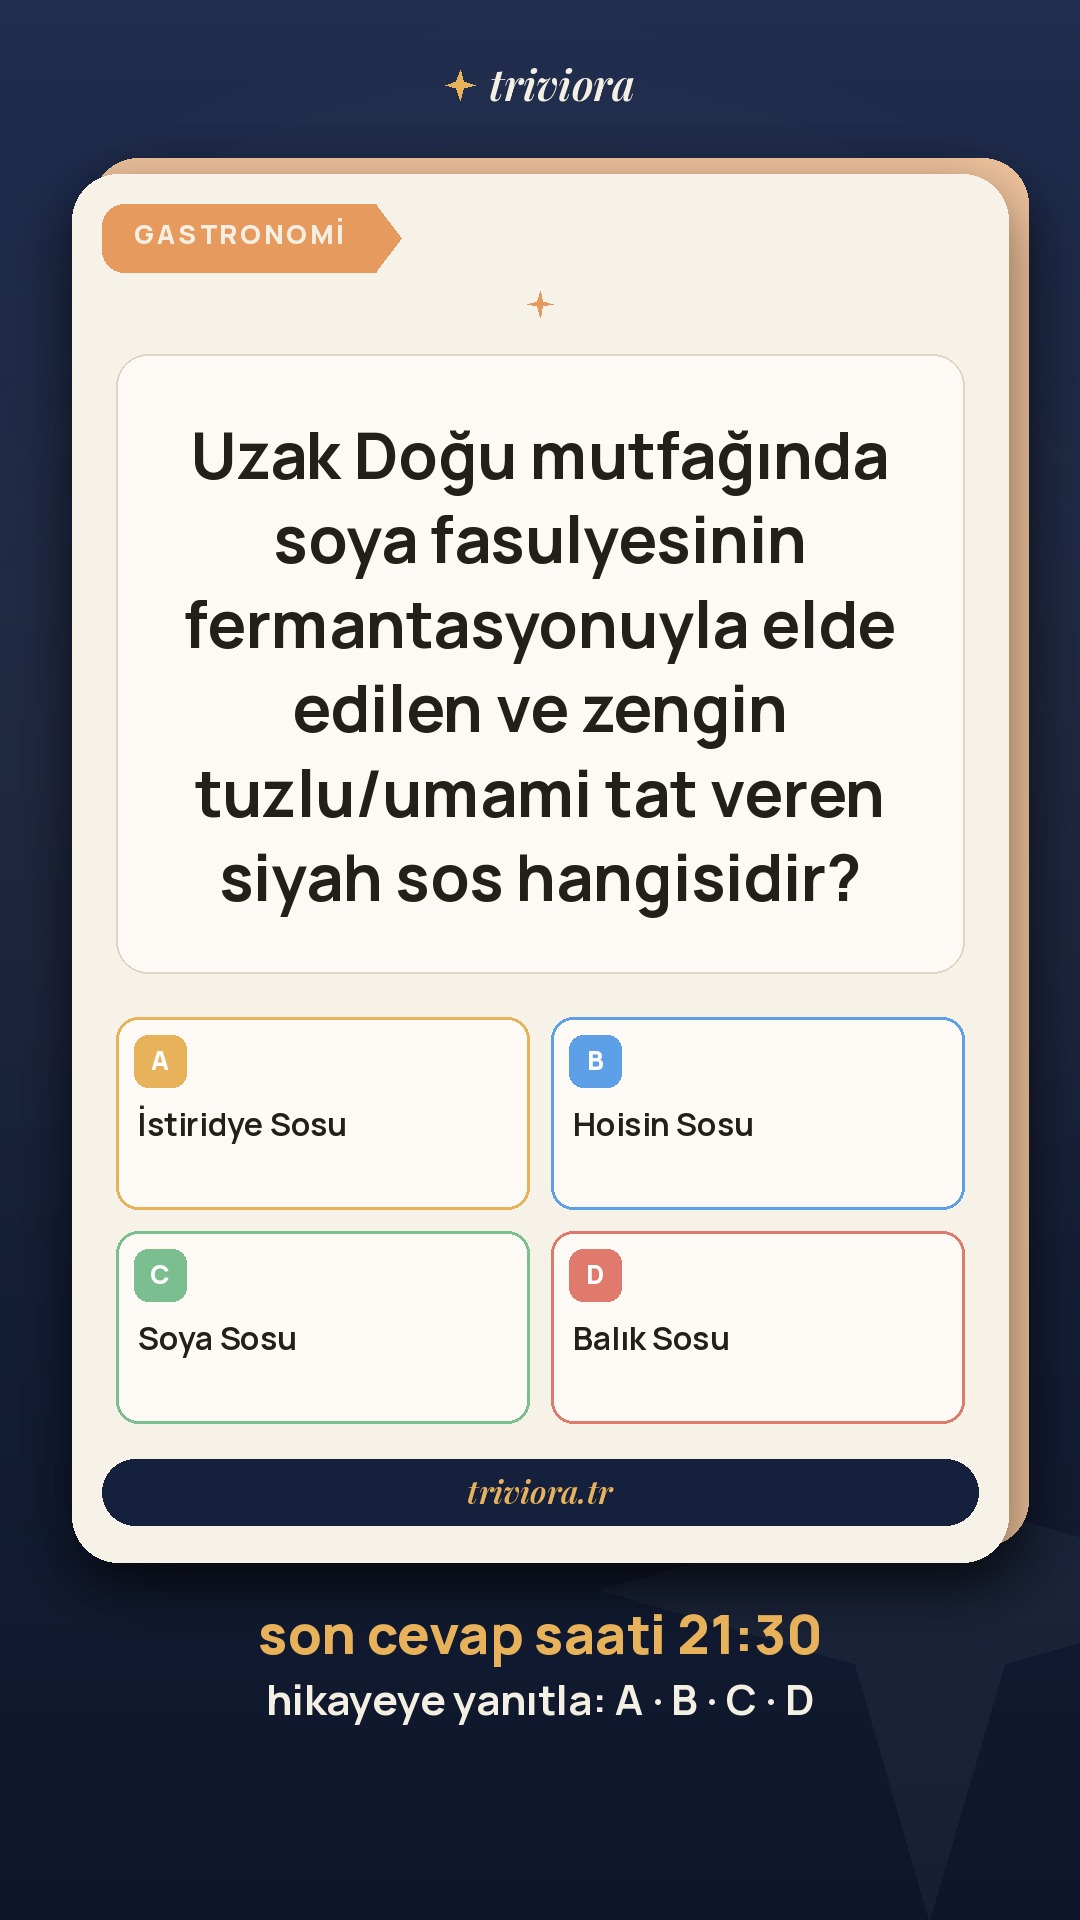 triviora
GASTRONOMİ
Uzak Doğu mutfağında
soya fasulyesinin
fermantasyonuyla elde
edilen ve zengin
tuzlu/umami tat veren
siyah sos hangisidir?
A
İstiridye Sosu
B
Hoisin Sosu
C
Soya Sosu
D
Balık Sosu
triviora.tr
son cevap saati 21:30
hikayeye yanıtla: A · B · C · D